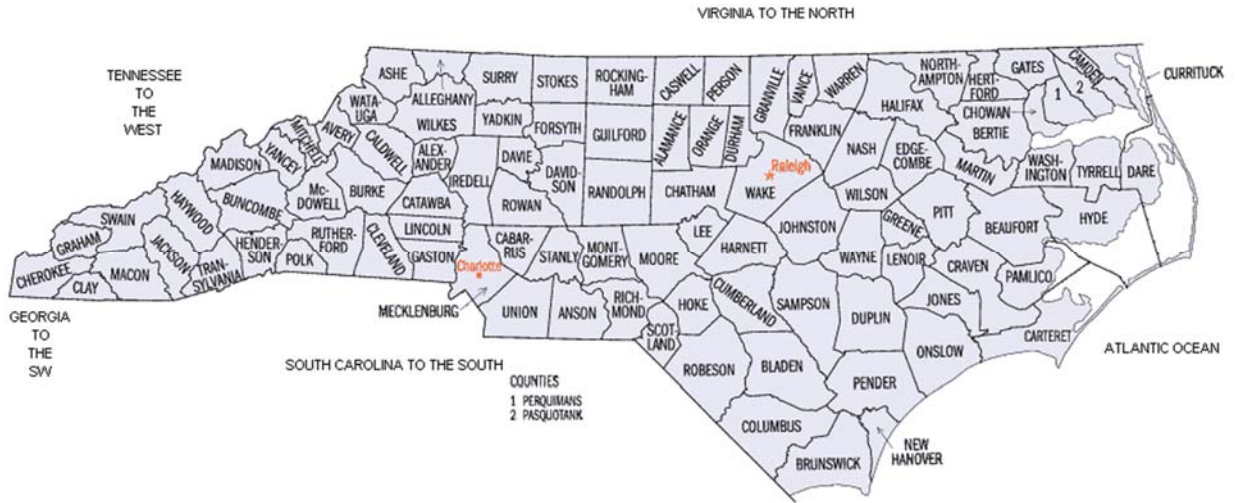 VIRGINIA TO THE NORTH
TENNESSEE
TO
THE
WEST
ASHE
ALLEGHANY
SURRY
STOKES
ROCKING-
HAM
CASWELL
PERSON
GRANVILLE
VANCE
WARREN
NORTH-
AMPTON
HERT-
FORD
GATES
CAMDEN
CURRITUCK
1
2
WATA-
UGA
WILKES
YADKIN
FORSYTH
GUILFORD
ALAMANCE
ORANGE
DURHAM
FRANKLIN
HALIFAX
CHOWAN
BERTIE
MITCHELL
AVERY
CALDWELL
ALEX-
ANDER
IREDELL
DAVIE
DAVID-
SON
NASH
EDGE-
COMBE
MARTIN
WASH-
INGTON
TYRRELL
DARE
MADISON
YANCEY
Mc-
DOWELL
BURKE
CATAWBA
ROWAN
RANDOLPH
CHATHAM
Raleigh
WAKE
WILSON
PITT
BEAUFORT
HYDE
SWAIN
HAYWOOD
BUNCOMBE
RUTHER-
FORD
CLEVELAND
LINCOLN
GASTON
CABAR-
RUS
STANLY
MONT-
GOMERY
MOORE
LEE
HARNETT
JOHNSTON
GREENE
WAYNE
LENOIR
CRAVEN
PAMLICO
GRAHAM
JACKSON
TRAN-
SYLVANIA
HENDER-
SON
POLK
Charlotte
CHEROKEE
CLAY
MACON
MECKLENBURG
UNION
ANSON
RICH-
MOND
SCOT-
LAND
HOKE
CUMBERLAND
SAMPSON
DUPLIN
JONES
ONSLOW
CARTERET
GEORGIA
TO
THE
SW
SOUTH CAROLINA TO THE SOUTH
ATLANTIC OCEAN
ROBESON
BLADEN
PENDER
COUNTIES
1 PERQUIMANS
2 PASQUOTANK
COLUMBUS
BRUNSWICK
NEW
HANOVER